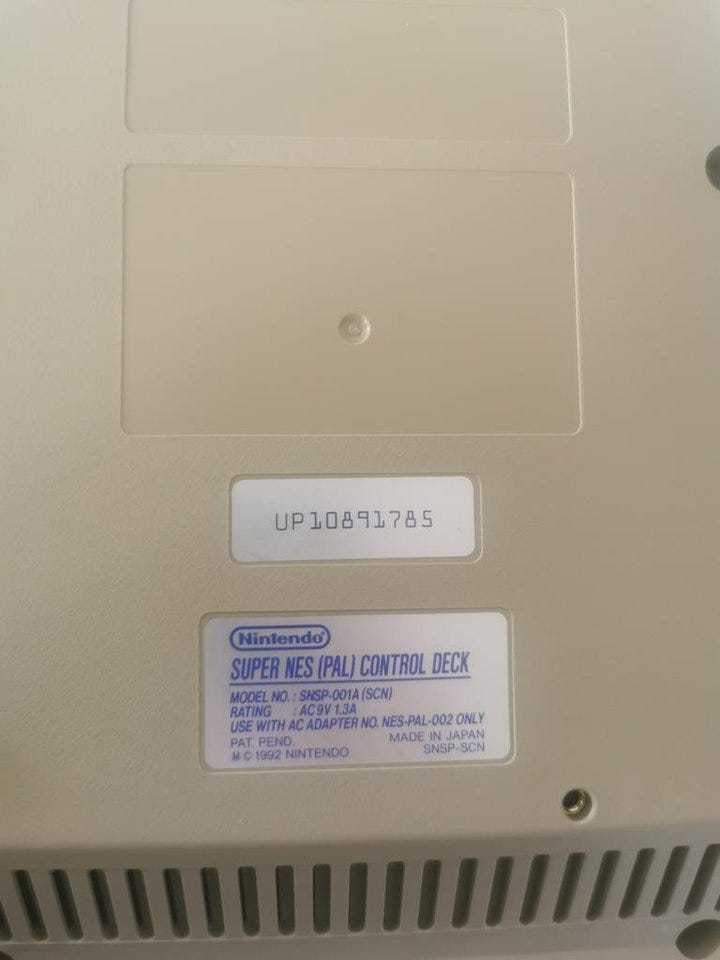 UP10891785
Nintendo
SUPER NES (PAL) CONTROL DECK
MODEL NO. : SNSP-001A (SCN)
RATING : AC 9V 1.3A
USE WITH AC ADAPTER NO. NES-PAL-002 ONLY
PAT. PEND. MADE IN JAPAN
© 1992 NINTENDO SNSP-SCN